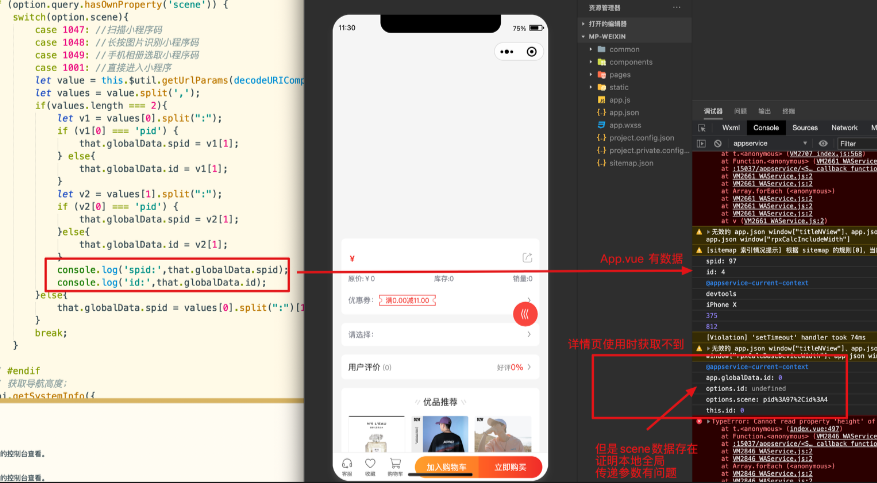 (option.query.hasOwnProperty('scene')) {
switch(option.scene){
case 1047: //扫描小程序码
case 1048: //长按图片识别小程序码
case 1049: //手机相册选取小程序码
case 1001: //直接进入小程序
let value = this.$util.getUrlParams(decodeURIComp
let values = value.split(',');
if(values.length === 2){
let v1 = values[0].split(":");
if (v1[0] === 'pid') {
that.globalData.spid = v1[1];
} else{
that.globalData.id = v1[1];
}
let v2 = values[1].split(":");
if (v2[0] === 'pid') {
that.globalData.spid = v2[1];
}else{
that.globalData.id = v2[1];
}
console.log('spid:',that.globalData.spid);
console.log('id:',that.globalData.id);
}else{
that.globalData.spid = values[0].split(":")[1
}
break;
}
#endif
获取导航高度；
i.getSystemInfo({
的控制台查看。
的控制台查看。
11:30
75%
¥
原价:¥0
库存:0
销量:0
优惠券：
满0.00减11.00
请选择：
用户评价 (0)
好评0%
优品推荐
客服
收藏
购物车
加入购物车
立即购买
资源管理器
打开的编辑器
MP-WEIXIN
common
components
pages
static
app.js
app.json
app.wxss
project.config.json
project.private.config...
sitemap.json
App.vue 有数据
详情页使用时获取不到
但是 scene数据存在
证明本地全局
传递参数有问题
调试器
问题
输出
终端
Wxml
Console
Sources
Network
appservice
Filter
at t.<anonymous> (VM2707 index.js:568)
at Function.<anonymous> (VM2661 WAServic
at :15037/appservice/<S… callback functio
at VM2661 WAService.js:2
at Array.forEach (<anonymous>)
at VM2661 WAService.js:2
at VM2661 WAService.js:2
at v (VM2661 WAService.js:2)
无效的 app.json window["titleNView"]、app.js
app.json window["rpxCalcIncludeWidth"]
[sitemap 索引情况提示] 根据 sitemap 的规则[0]，当
spid: 97
id: 4
@appservice-current-context
devtools
iPhone X
375
812
[Violation] 'setTimeout' handler took 74ms
无效的 app.json window["titleNView"]、app.js
window["rpxCalcBaseDeviceWidth"]、app.json win
@appservice-current-context
app.globalData.id: 0
options.id: undefined
options.scene: pid%3A97%2Cid%3A4
this.id: 0
TypeError: Cannot read property 'height' of
at t.<anonymous> (index.vue:497)
at Function.<anonymous> (VM2846 WAServic
at :15037/appservice/<S… callback functio
at VM2846 WAService.js:2
at Array.forEach (<anonymous>)
at VM2846 WAService.js:2
at VM2846 WAService.js:2